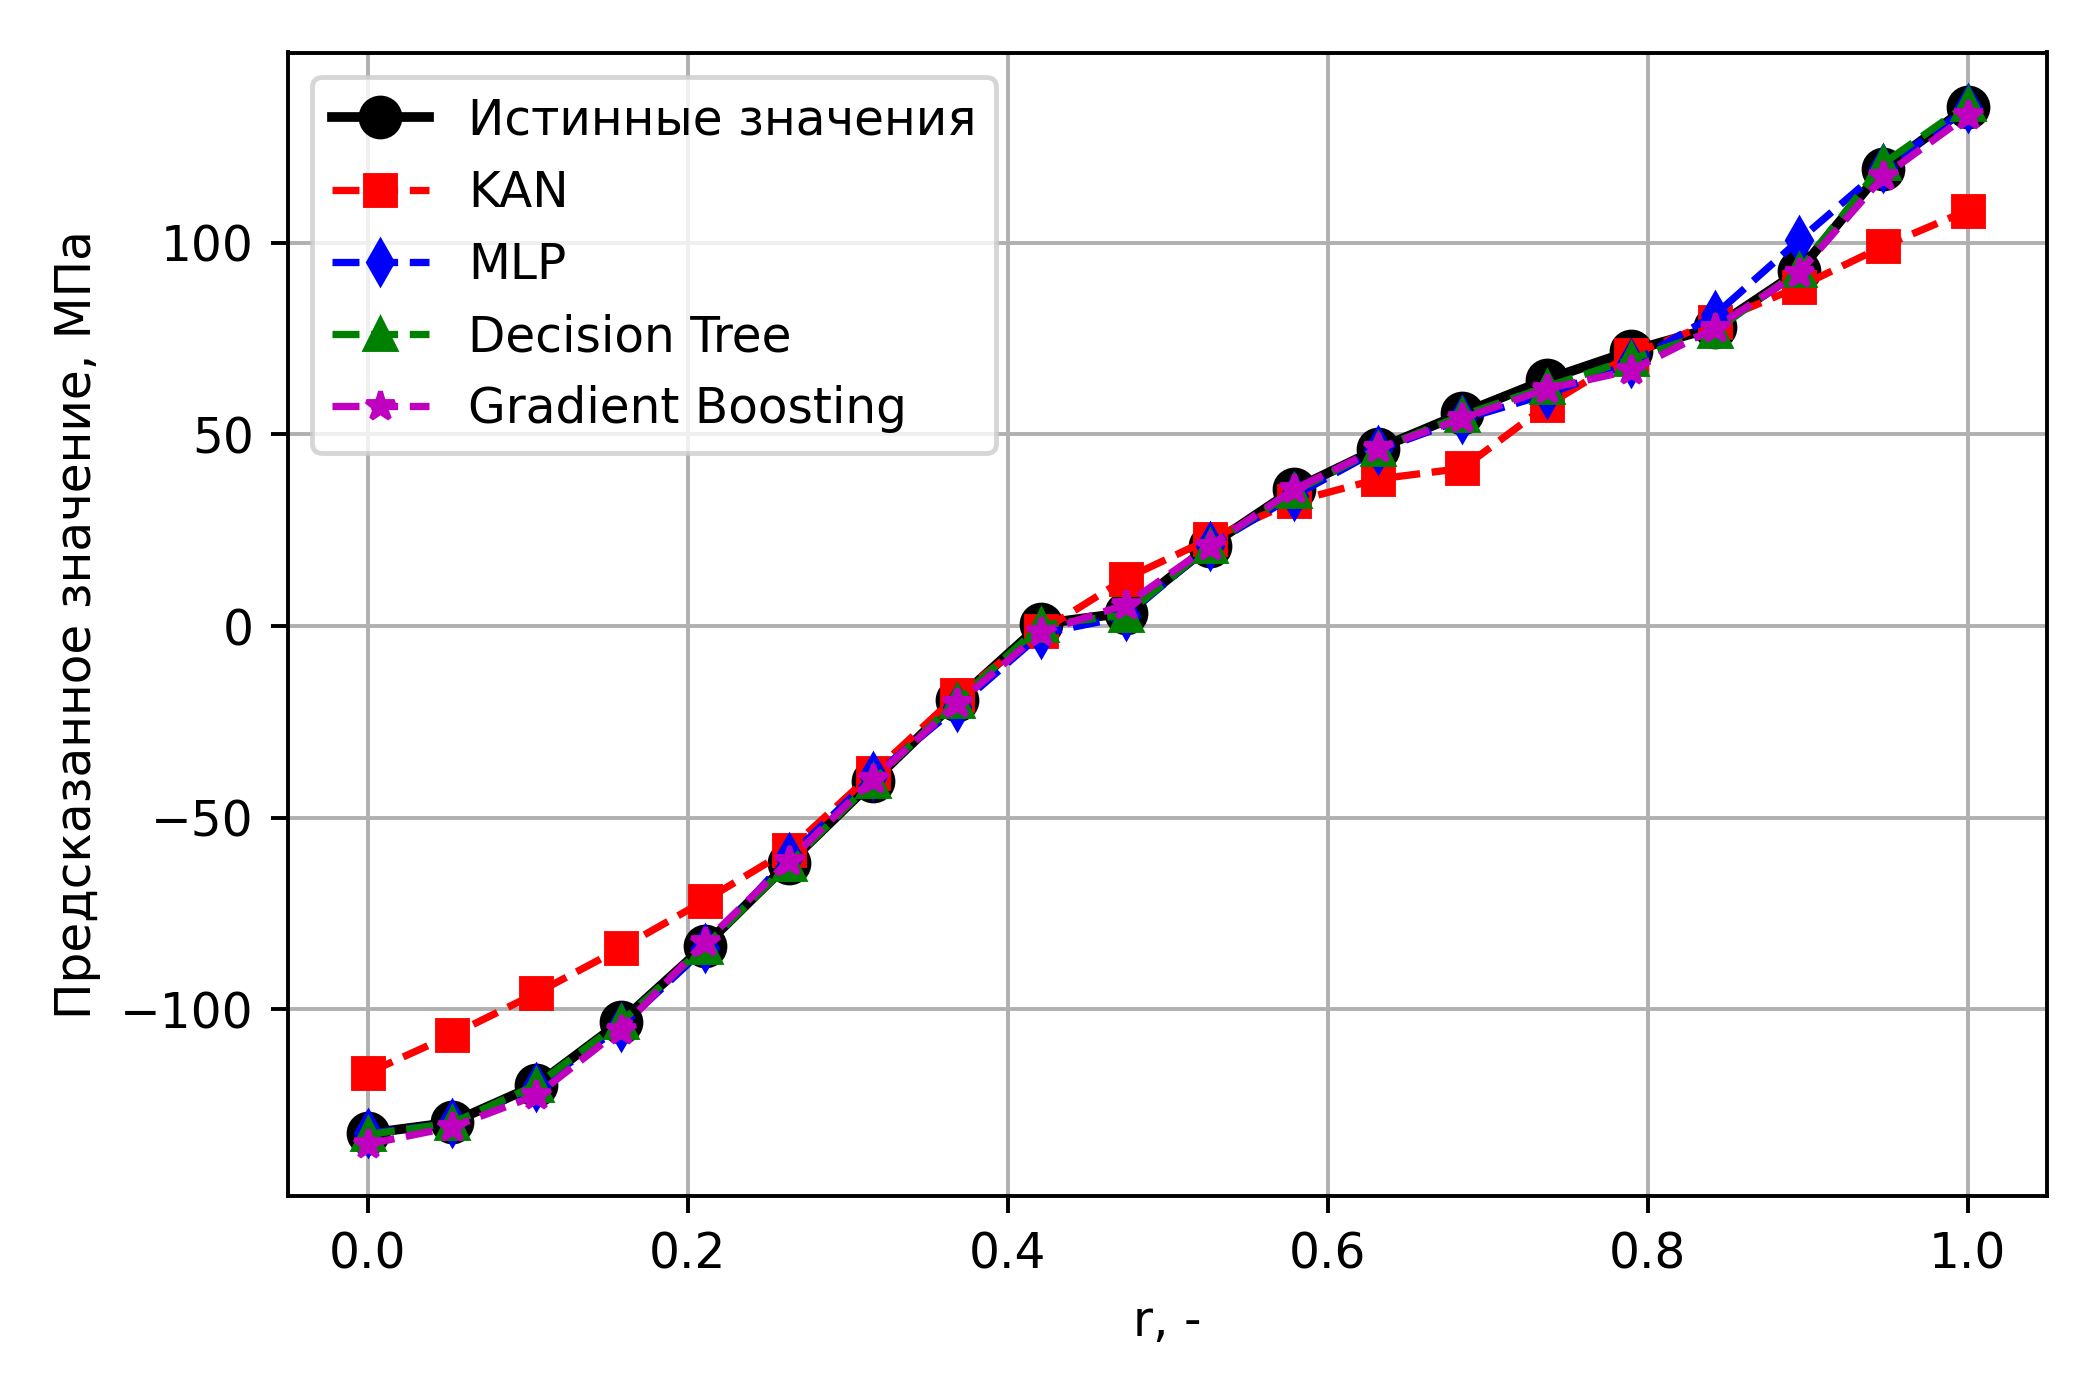 Истинные значения
KAN
MLP
Decision Tree
Gradient Boosting
Предсказанное значение, МПа
100
50
0
−50
−100
0.0 0.2 0.4 0.6 0.8 1.0
r, -